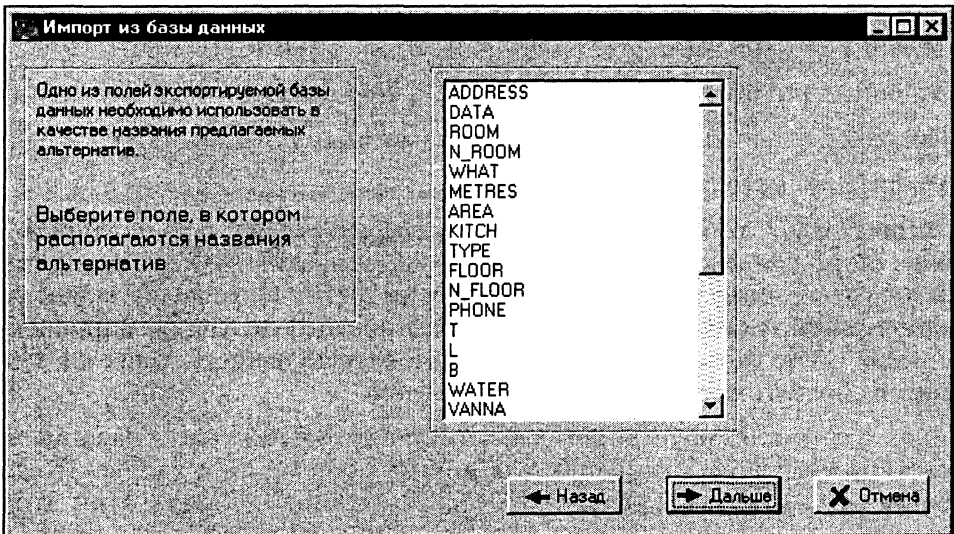 Импорт из базы данных
Одно из полей экспортируемой базы
данных необходимо использовать в
качестве названия предлагаемых
альтернатив.
Выберите поле, в котором
располагаются названия
альтернатив
ADDRESS
DATA
ROOM
N_ROOM
WHAT
METRES
AREA
KITCH
TYPE
FLOOR
N_FLOOR
PHONE
T
L
B
WATER
VANNA
Назад
Дальше
Отмена